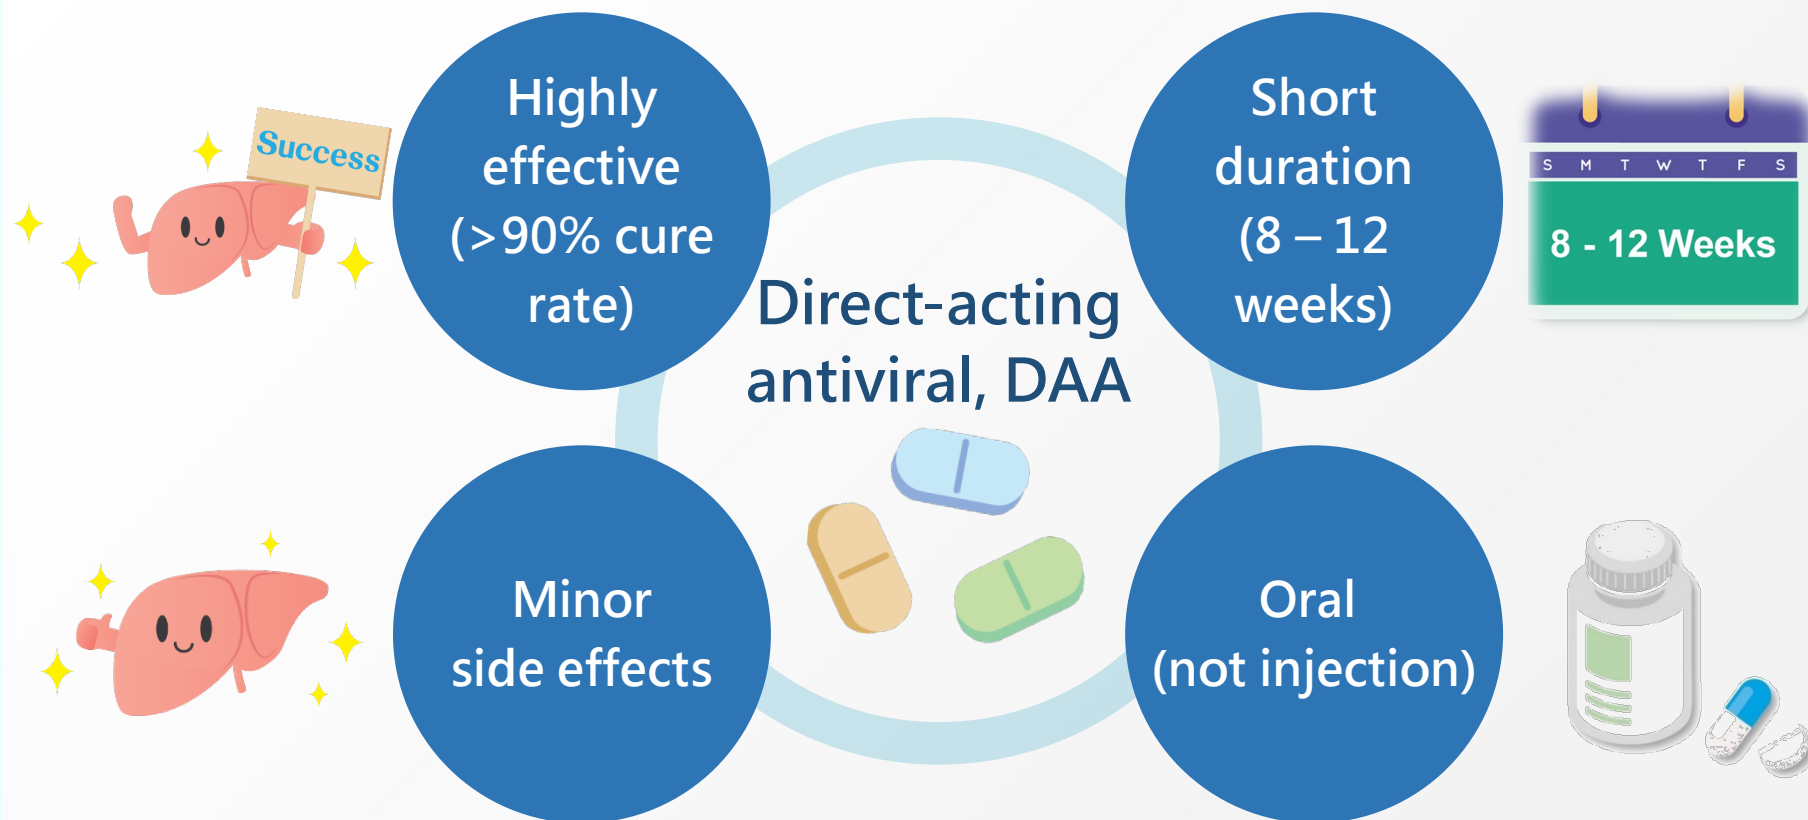 Success
Highly
effective
(>90% cure
rate)
Short
duration
(8 – 12
weeks)
S M T W T F S
8 - 12 Weeks
Direct-acting
antiviral, DAA
Minor
side effects
Oral
(not injection)